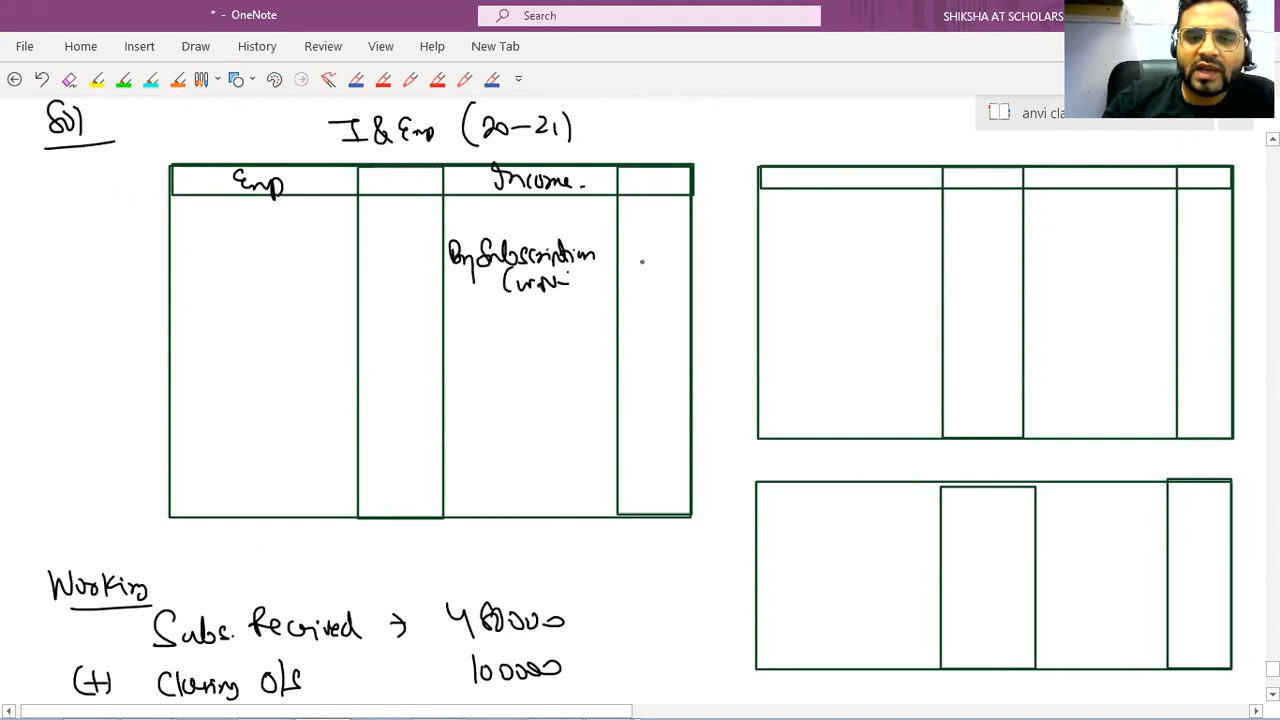 * - OneNote
Search
SHIKSHA AT SCHOLARS
File Home Insert Draw History Review View Help New Tab
anvi cla
Sol
I & Exp (20-21)
Exp Income.
By Subscription
Working
Subs. Received → 480000
(+) Closing O/S 100000